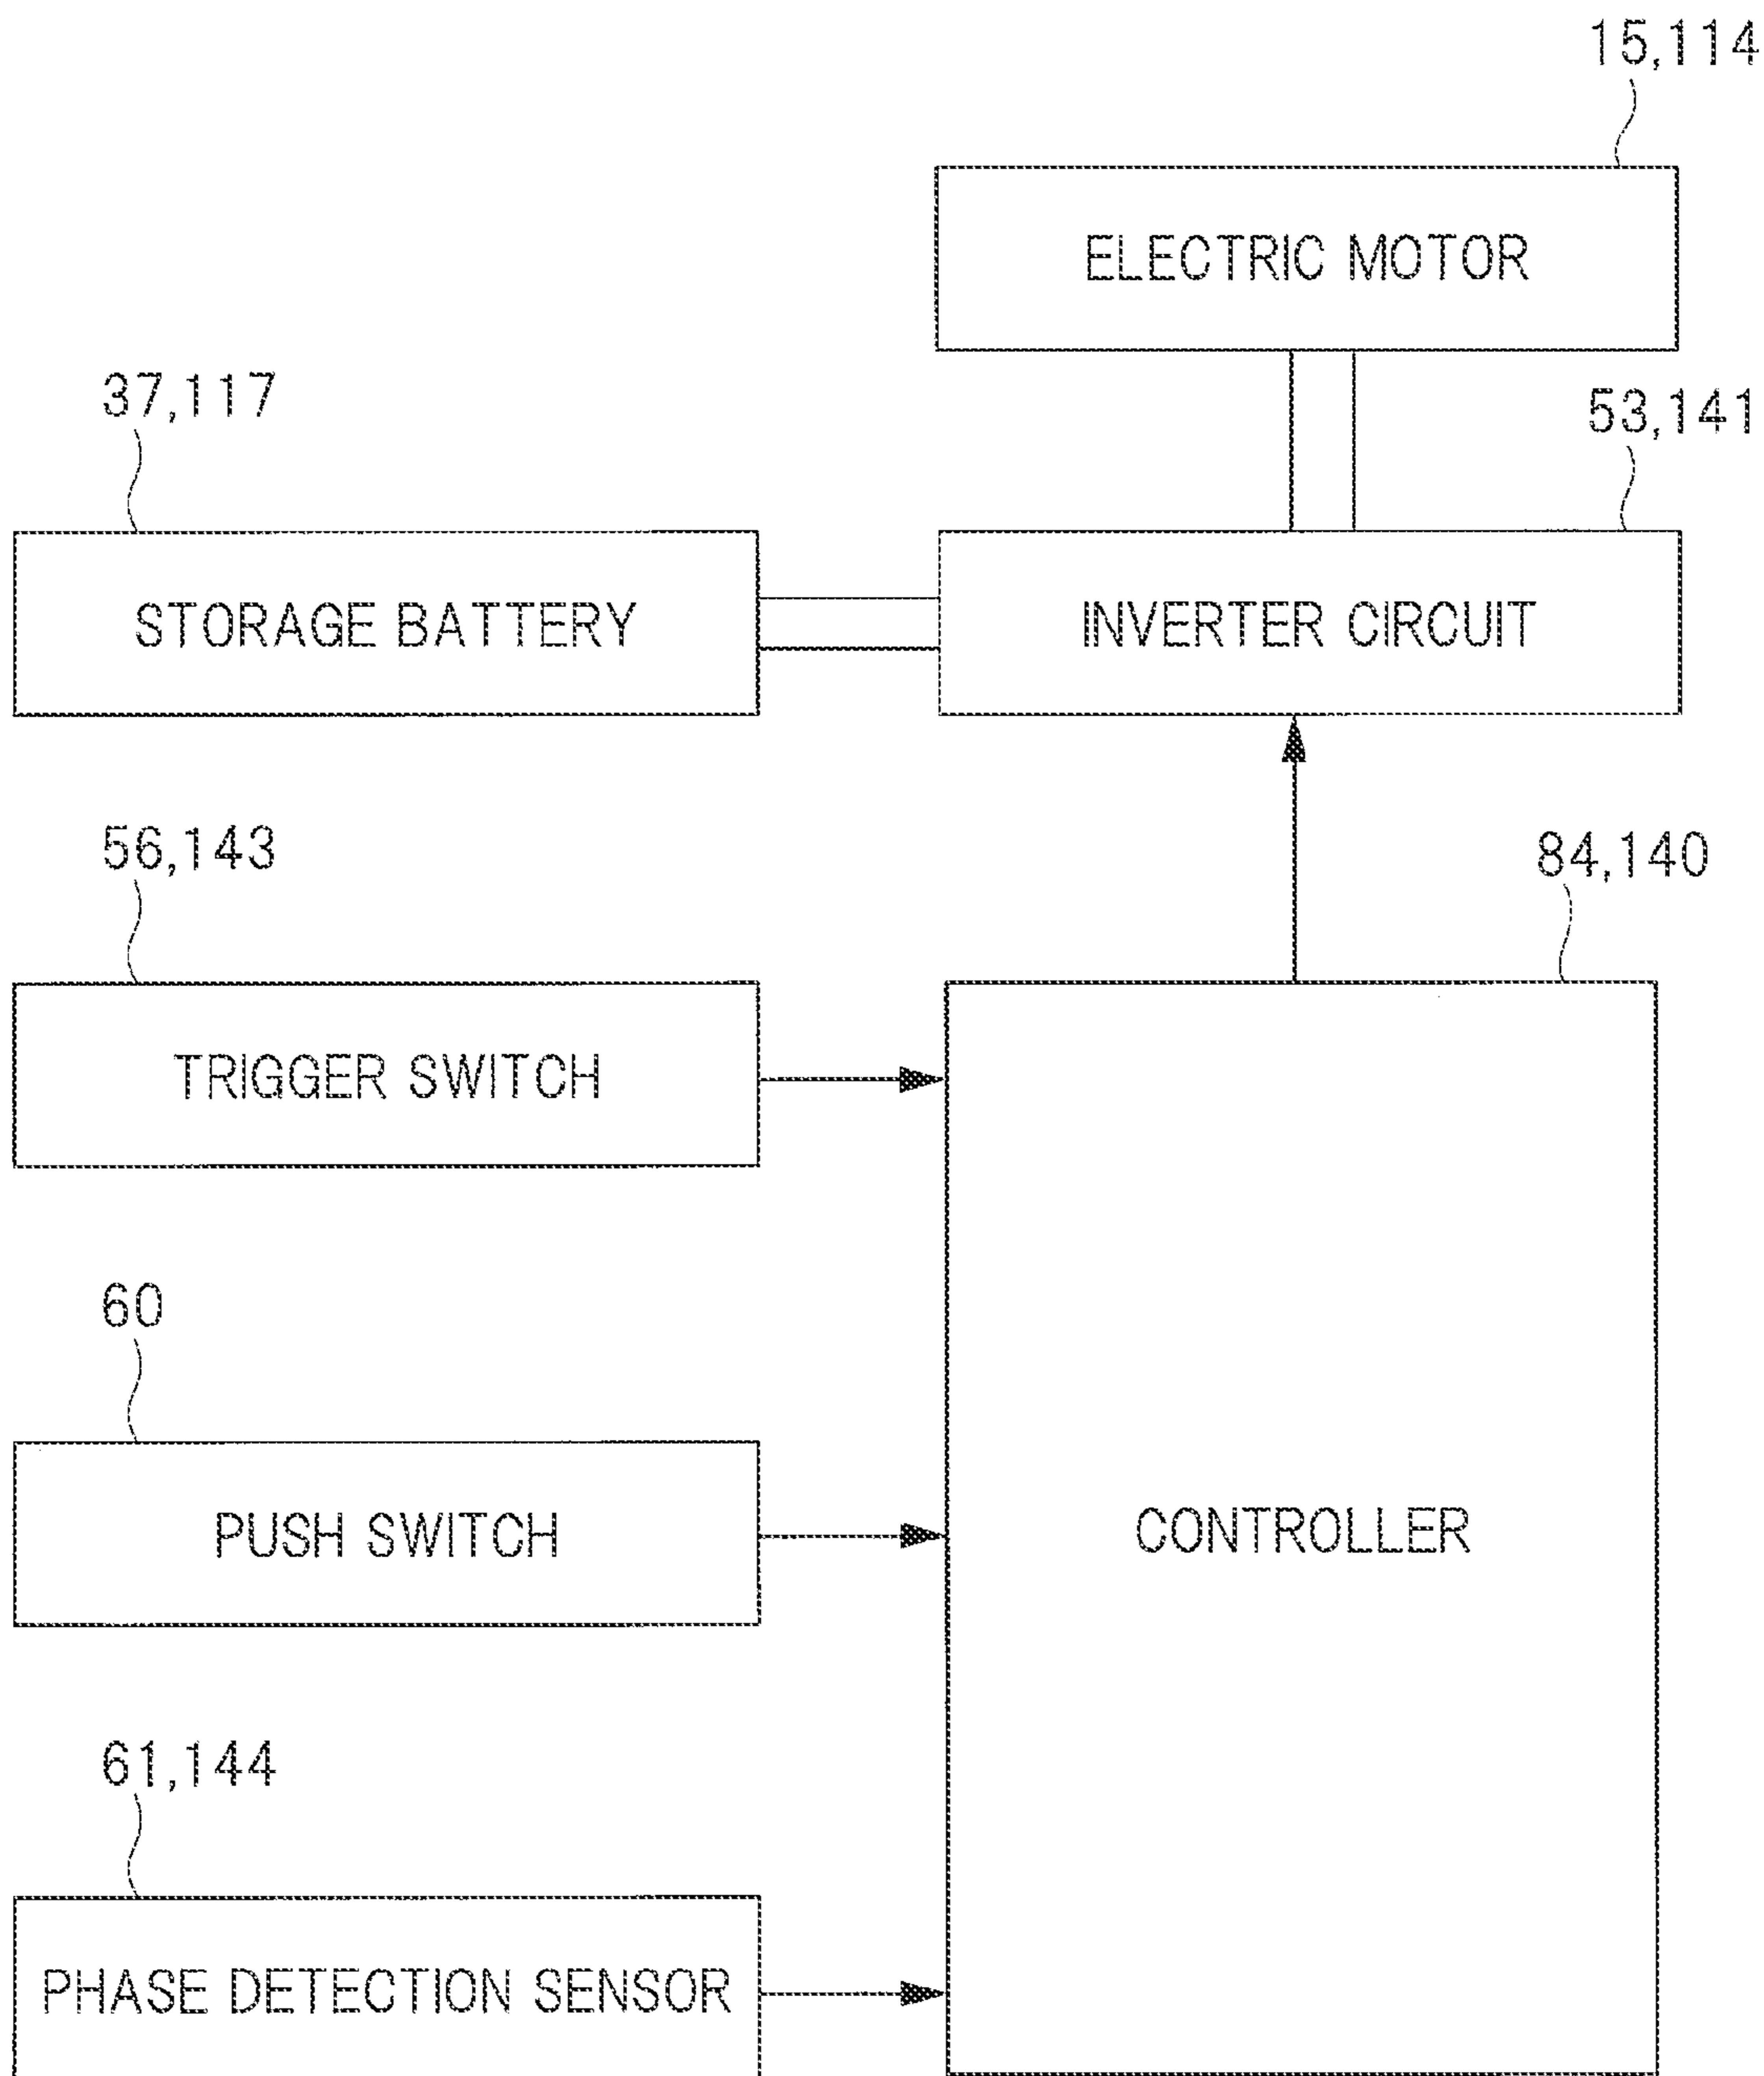 15,114
ELECTRIC MOTOR
37,117
53,141
STORAGE BATTERY
INVERTER CIRCUIT
56,143
84,140
TRIGGER SWITCH
60
PUSH SWITCH
CONTROLLER
61,144
PHASE DETECTION SENSOR